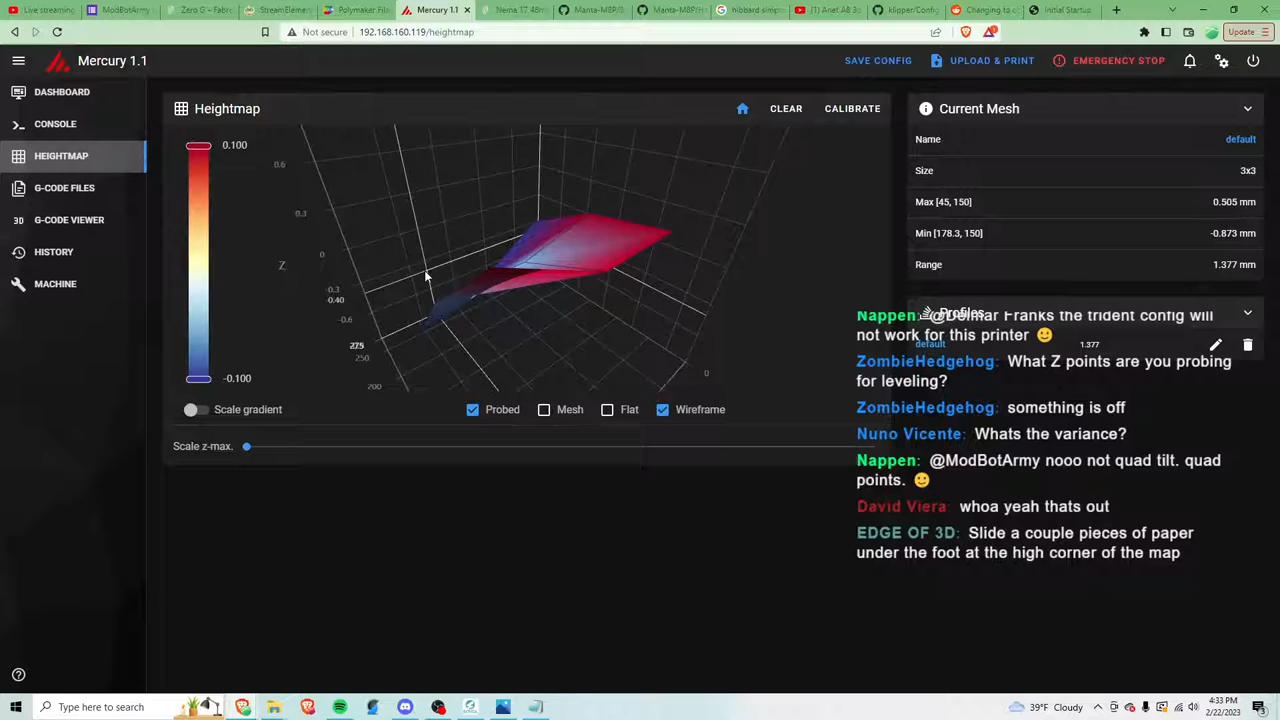 Live streaming
ModBotArmy
Zero G – Fabro
StreamElemen
Polymaker Fi
Mercury 1.1
Nema 17 48m
Manta-M8P/
Manta-M8P/
hibbard simps
(1) Arief A8 3
klipper/Config
Changing to o
Initial Startup
Not secure
192.168.160.119/heightmap
Update
Mercury 1.1
SAVE CONFIG
UPLOAD & PRINT
EMERGENCY STOP
DASHBOARD
CONSOLE
HEIGHTMAP
G-CODE FILES
3D G-CODE VIEWER
HISTORY
MACHINE
Heightmap
CLEAR
CALIBRATE
0.100
-0.100
0.6
0.3
0
-0.3
-0.40
-0.6
Z
275
250
200
0
Scale gradient
Probed
Mesh
Flat
Wireframe
Scale z-max.
Current Mesh
Name default
Size 3x3
Max [45, 150] 0.505 mm
Min [178.3, 150] -0.873 mm
Range 1.377 mm
Profiles
default 1.377
Nappen: @Delmar Franks the trident config will
not work for this printer 🙂
ZombieHedgehog: What Z points are you probing
for leveling?
ZombieHedgehog: something is off
Nuno Vicente: Whats the variance?
Nappen: @ModBotArmy nooo not quad tilt. quad
points. 🙂
David Viera: whoa yeah thats out
EDGE OF 3D: Slide a couple pieces of paper
under the foot at the high corner of the map
Type here to search
39°F Cloudy
4:33 PM
2/22/2023